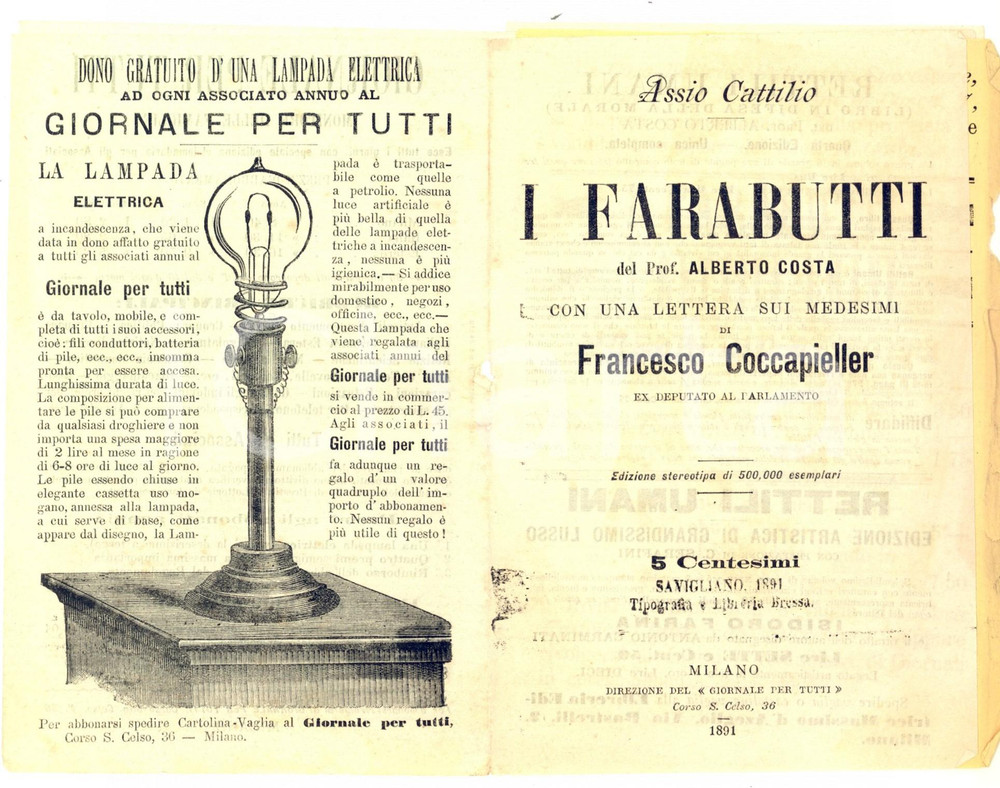 DONO GRATUITO D' UNA LAMPADA ELETTRICA
AD OGNI ASSOCIATO ANNUO AL
GIORNALE PER TUTTI
LA LAMPADA
ELETTRICA
a incandescenza, che viene
data in dono affatto gratuito
a tutti gli associati annui al
Giornale per tutti
è da tavolo, mobile, e com-
pleta di tutti i suoi accessori,
cioè: fili conduttori, batteria
di pile, ecc., ecc., insomma
pronta per essere accesa.
Lunghissima durata di luce.
La composizione per alimen-
tare le pile si può comprare
da qualsiasi droghiere e non
importa una spesa maggiore
di 2 lire al mese in ragione
di 6-8 ore di luce al giorno.
Le pile essendo chiuse in
elegante cassetta uso mo-
gano, annessa alla lampada,
a cui serve di base, come
appare dal disegno, la Lam-
pada è trasporta-
bile come quelle
a petrolio. Nessuna
luce artificiale è
più bella di quella
delle lampade elet-
triche a incandescen-
za, nessuna è più
igienica.— Si addice
mirabilmente per uso
domestico, negozi,
officine, ecc., ecc.—
Questa Lampada che
viene regalata agli
associati annui del
Giornale per tutti
si vende in commer-
cio al prezzo di L. 45.
Agli associati, il
Giornale per tutti
fa adunque un re-
galo d' un valore
quadruplo dell' im-
porto d' abbonamen-
to. Nessun regalo è
più utile di questo!
Per abbonarsi spedire Cartolina-Vaglia al Giornale per tutti,
Corso S. Celso, 36 — Milano.
Assio Cattilio
I FARABUTTI
del Prof. ALBERTO COSTA
CON UNA LETTERA SUI MEDESIMI
DI
Francesco Coccapieller
EX DEPUTATO AL PARLAMENTO
Edizione stereotipa di 500,000 esemplari
5 Centesimi
SAVIGLIANO, 1891
Tipografia e Libreria Bressa.
MILANO
DIREZIONE DEL « GIORNALE PER TUTTI »
Corso S. Celso, 36
1891